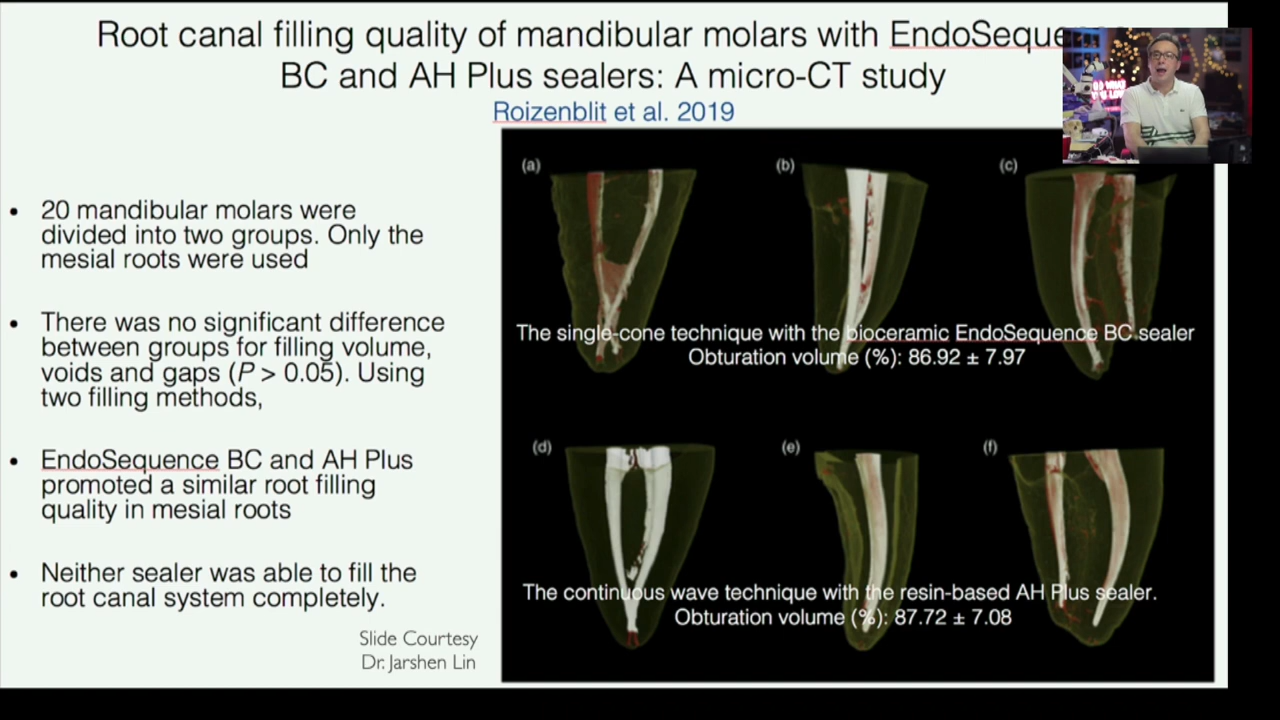 Root canal filling quality of mandibular molars with EndoSeque
BC and AH Plus sealers: A micro-CT study
Roizenblit et al. 2019
• 20 mandibular molars were
divided into two groups. Only the
mesial roots were used
• There was no significant difference
between groups for filling volume,
voids and gaps (P > 0.05). Using
two filling methods,
• EndoSequence BC and AH Plus
promoted a similar root filling
quality in mesial roots
• Neither sealer was able to fill the
root canal system completely.
Slide Courtesy
Dr. Jarshen Lin
(a)
(b)
(c)
The single-cone technique with the bioceramic EndoSequence BC sealer
Obturation volume (%): 86.92 ± 7.97
(d)
(e)
(f)
The continuous wave technique with the resin-based AH Plus sealer.
Obturation volume (%): 87.72 ± 7.08